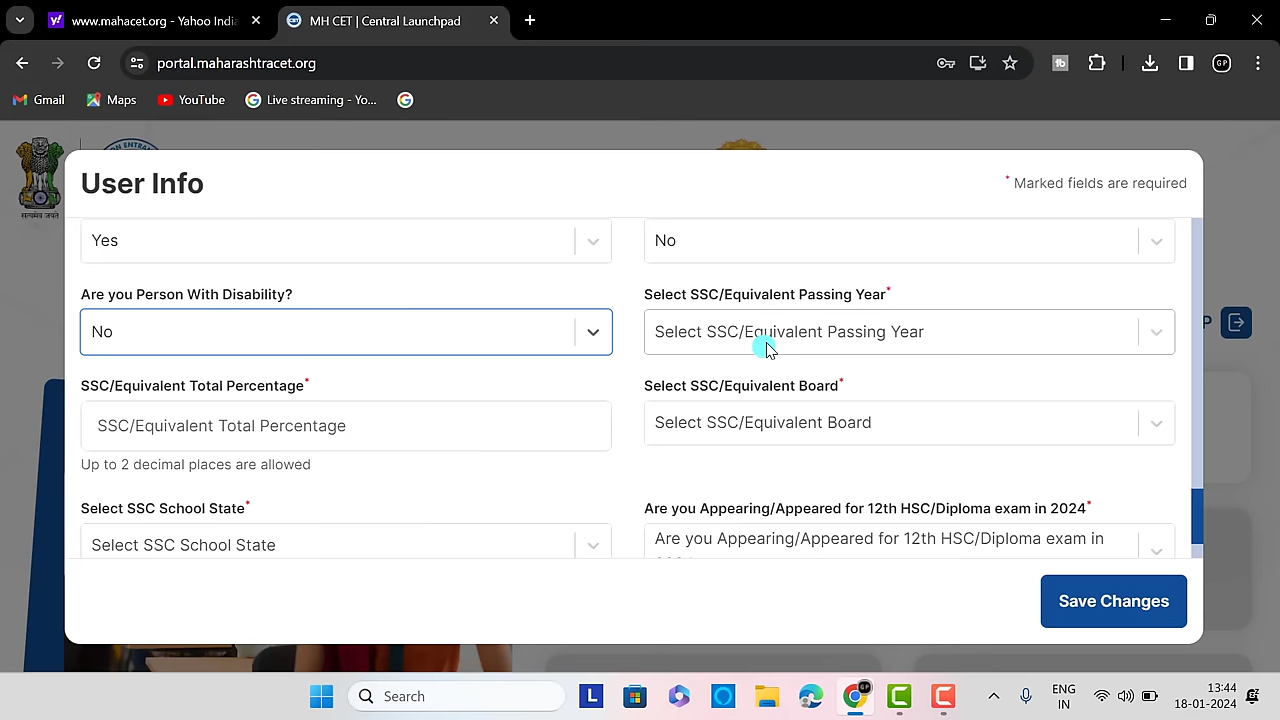 www.mahacet.org - Yahoo Indi
MH CET | Central Launchpad
portal.maharashtracet.org
Gmail
Maps
YouTube
Live streaming - Yo...
सत्यमेव जयते
User Info
* Marked fields are required
Yes
No
Are you Person With Disability?
Select SSC/Equivalent Passing Year*
No
Select SSC/Equivalent Passing Year
SSC/Equivalent Total Percentage*
Select SSC/Equivalent Board*
SSC/Equivalent Total Percentage
Select SSC/Equivalent Board
Up to 2 decimal places are allowed
Select SSC School State*
Are you Appearing/Appeared for 12th HSC/Diploma exam in 2024*
Select SSC School State
Are you Appearing/Appeared for 12th HSC/Diploma exam in
Save Changes
Search
ENG
IN
13:44
18-01-2024